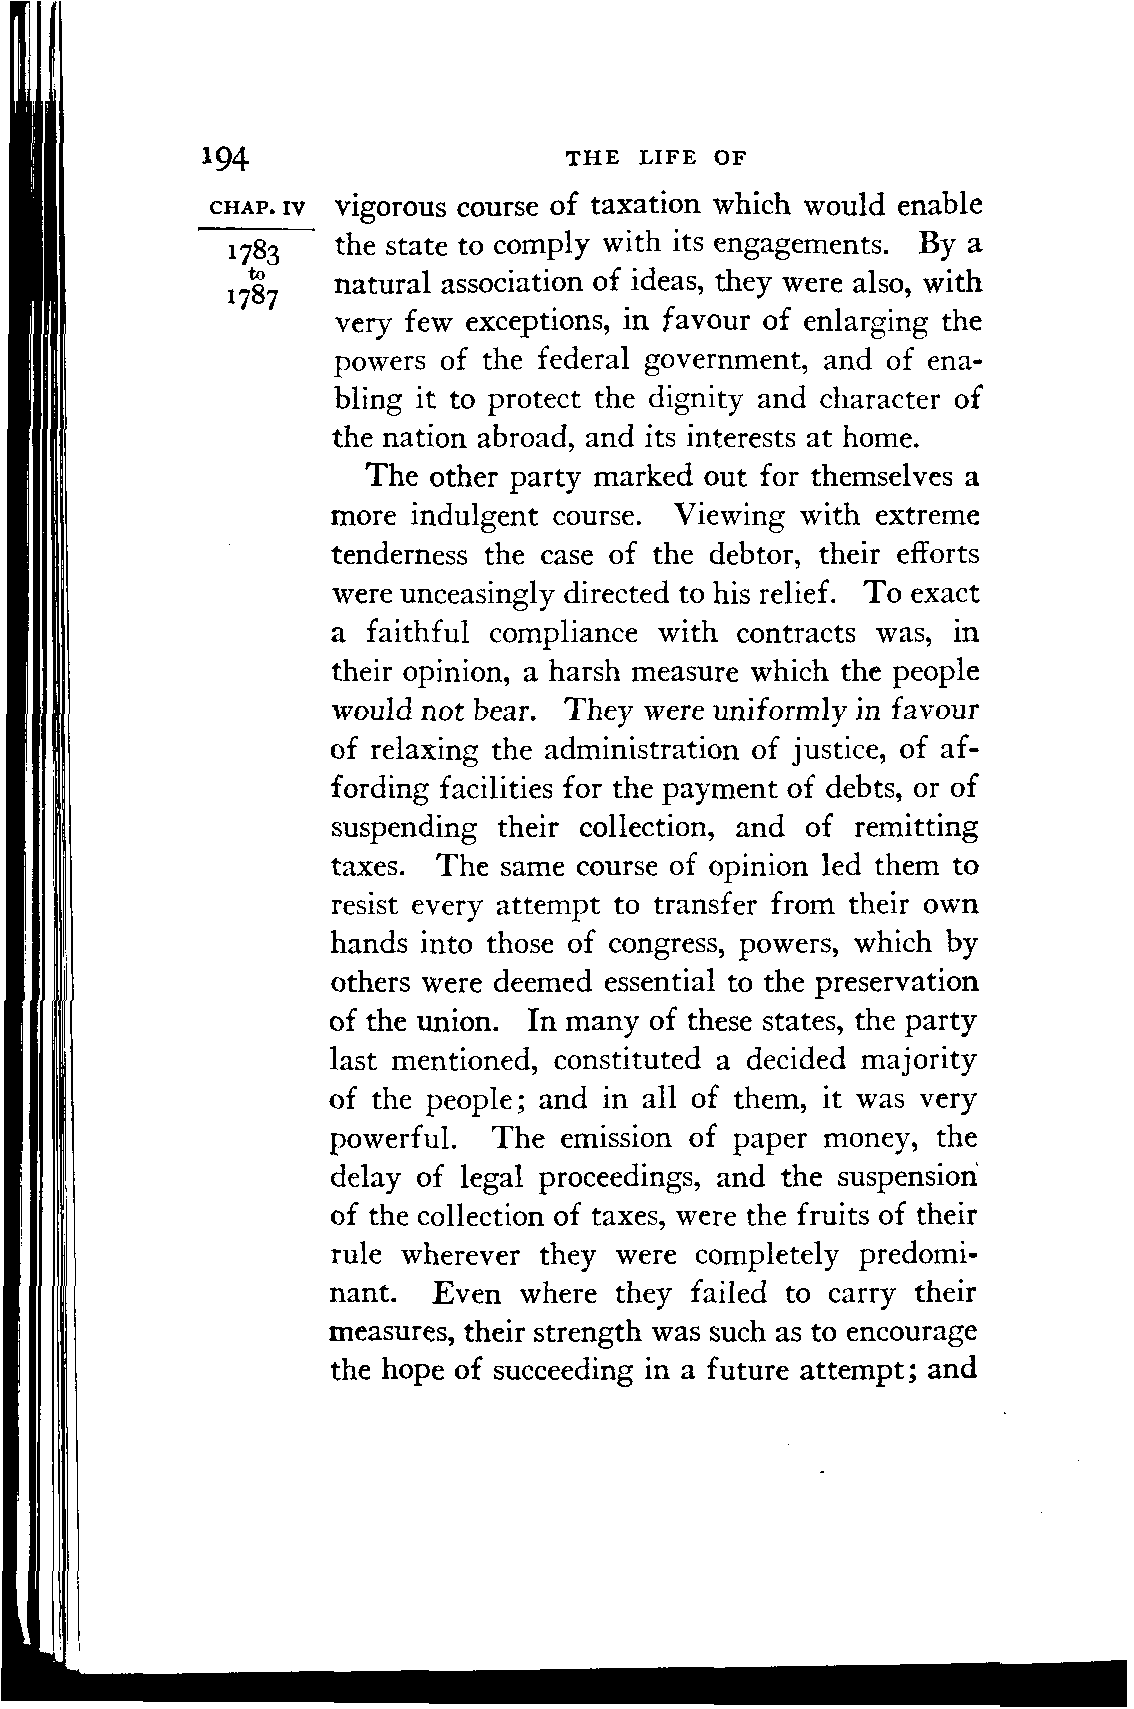 194 THE LIFE OF
CHAP. IV
1783
to
1787
vigorous course of taxation which would enable
the state to comply with its engagements. By a
natural association of ideas, they were also, with
very few exceptions, in favour of enlarging the
powers of the federal government, and of ena-
bling it to protect the dignity and character of
the nation abroad, and its interests at home.
The other party marked out for themselves a
more indulgent course. Viewing with extreme
tenderness the case of the debtor, their efforts
were unceasingly directed to his relief. To exact
a faithful compliance with contracts was, in
their opinion, a harsh measure which the people
would not bear. They were uniformly in favour
of relaxing the administration of justice, of af-
fording facilities for the payment of debts, or of
suspending their collection, and of remitting
taxes. The same course of opinion led them to
resist every attempt to transfer from their own
hands into those of congress, powers, which by
others were deemed essential to the preservation
of the union. In many of these states, the party
last mentioned, constituted a decided majority
of the people; and in all of them, it was very
powerful. The emission of paper money, the
delay of legal proceedings, and the suspension
of the collection of taxes, were the fruits of their
rule wherever they were completely predomi-
nant. Even where they failed to carry their
measures, their strength was such as to encourage
the hope of succeeding in a future attempt; and